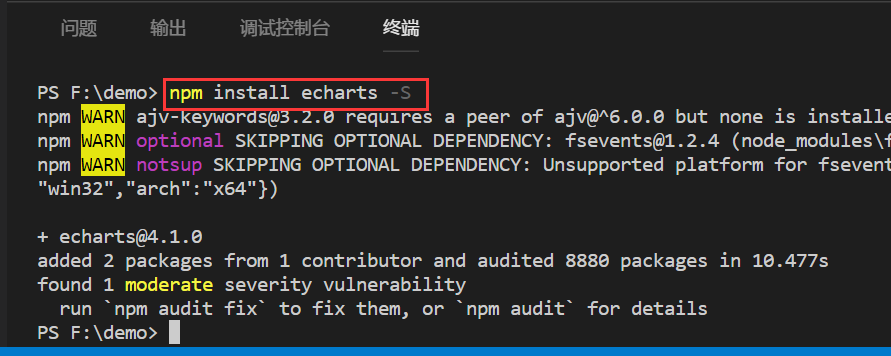 问题 输出 调试控制台 终端
PS F:\demo> npm install echarts -S
npm WARN ajv-keywords@3.2.0 requires a peer of ajv@^6.0.0 but none is installe
npm WARN optional SKIPPING OPTIONAL DEPENDENCY: fsevents@1.2.4 (node_modules\f
npm WARN notsup SKIPPING OPTIONAL DEPENDENCY: Unsupported platform for fsevent
"win32","arch":"x64"})
+ echarts@4.1.0
added 2 packages from 1 contributor and audited 8880 packages in 10.477s
found 1 moderate severity vulnerability
run `npm audit fix` to fix them, or `npm audit` for details
PS F:\demo>